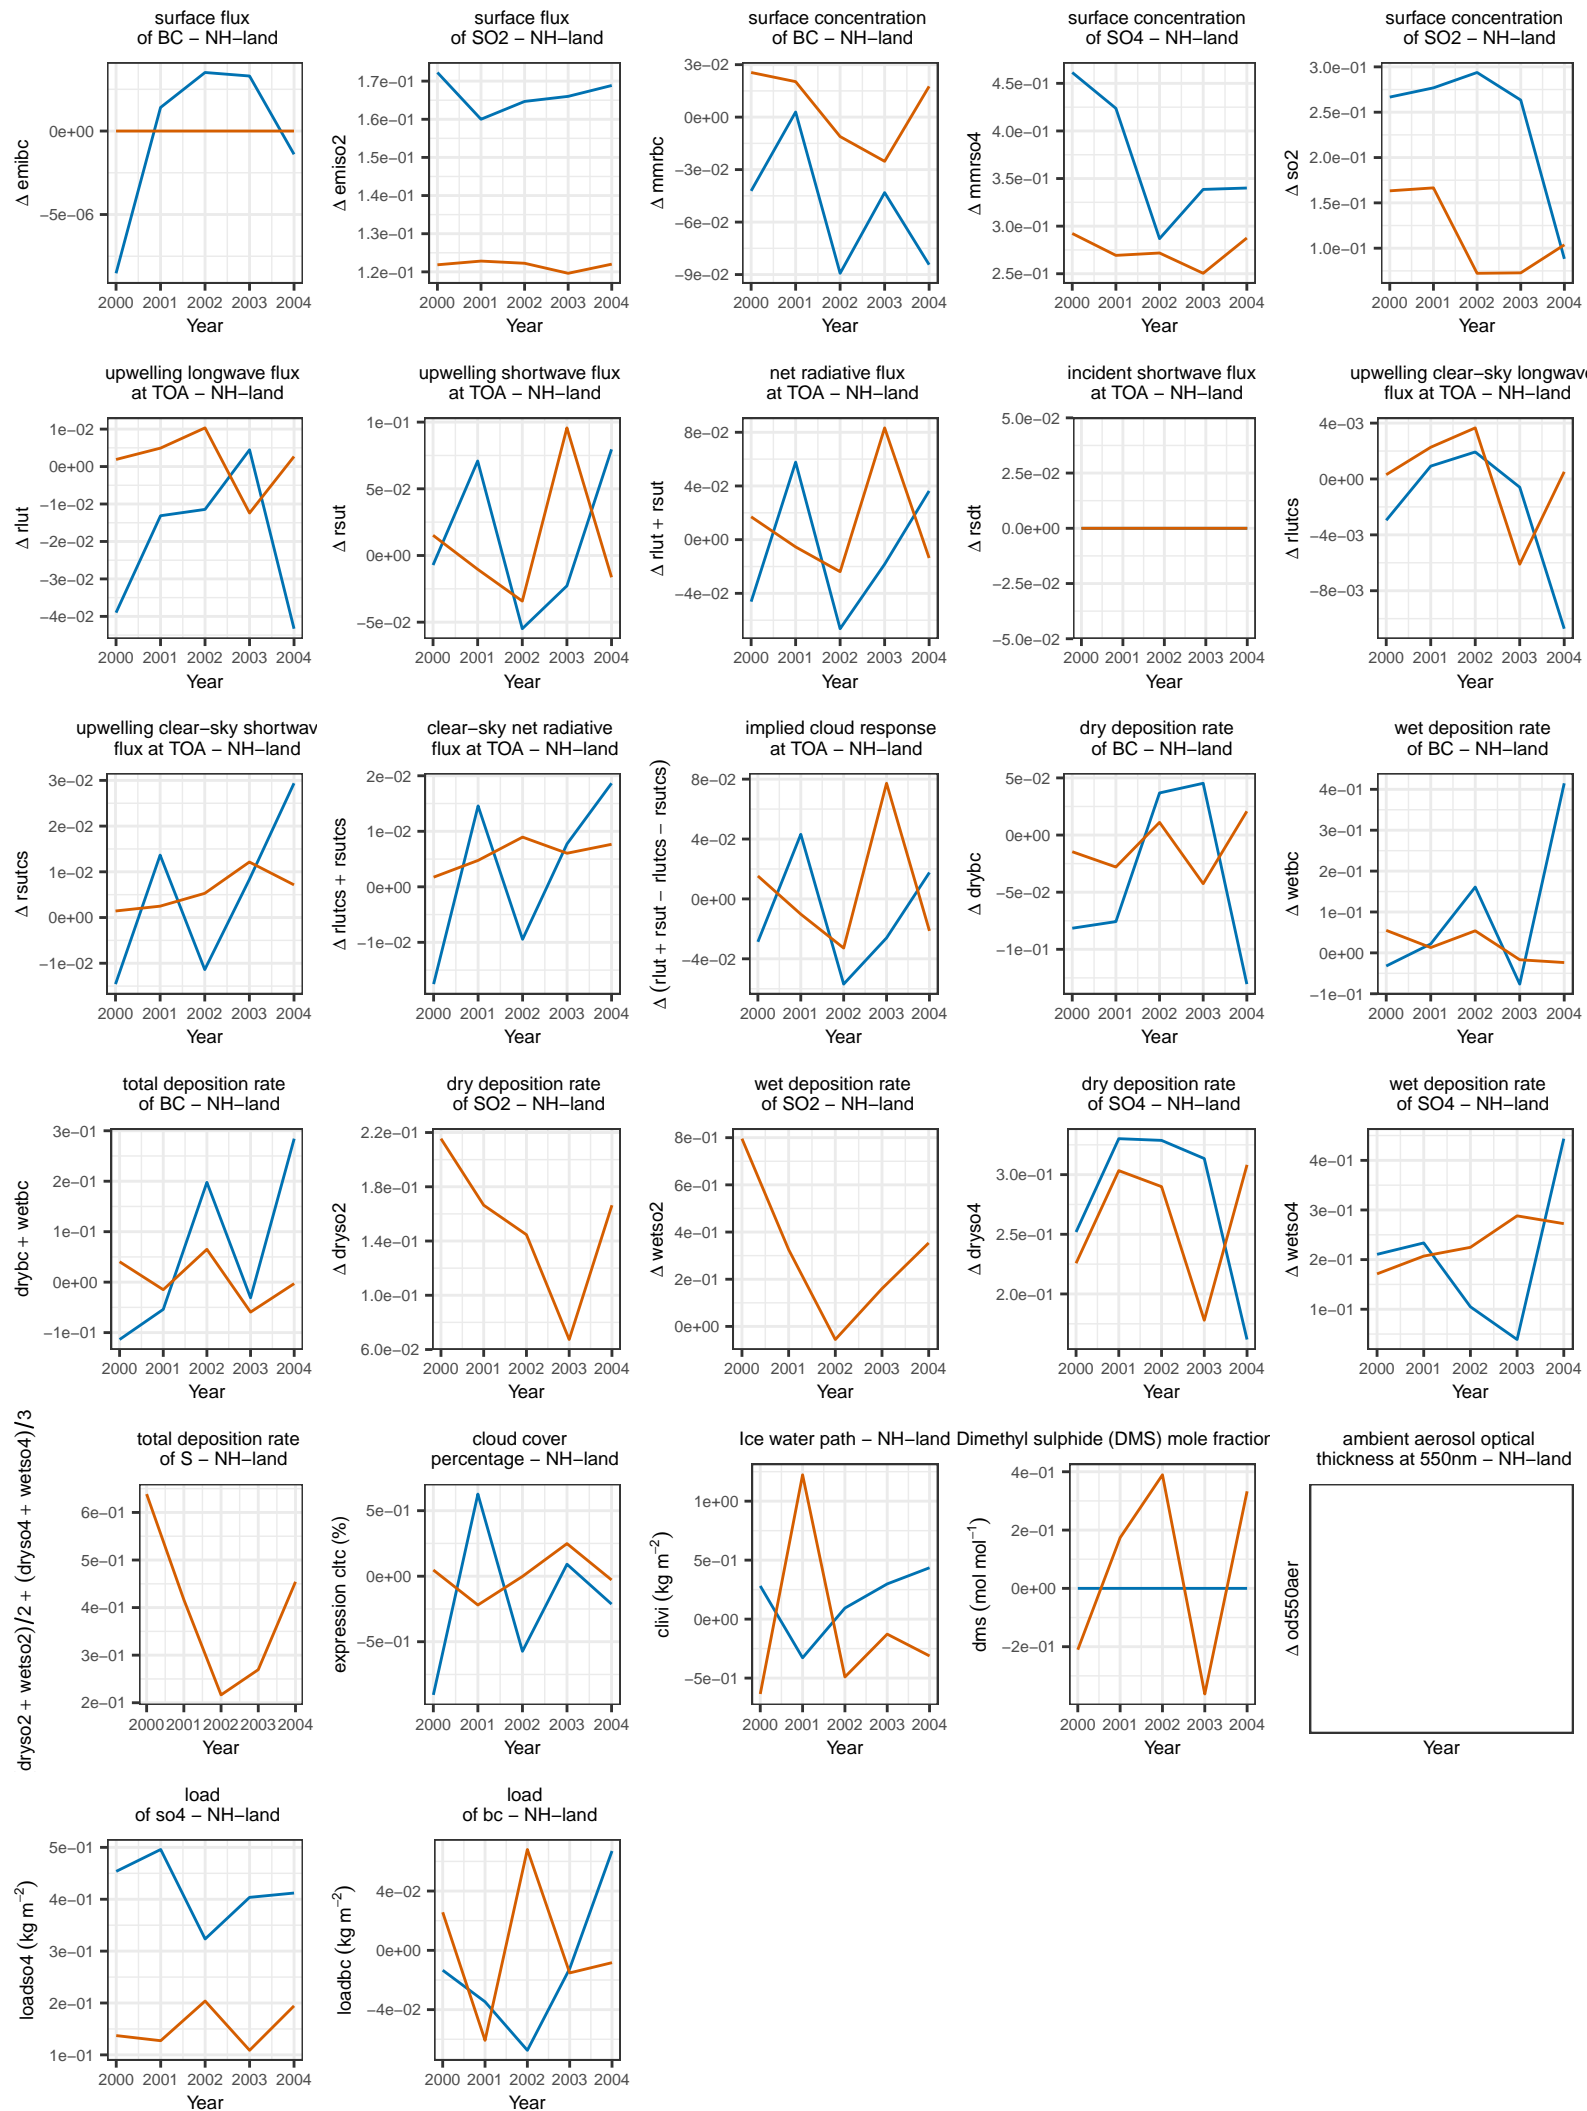 surface flux
of BC − NH−land
Δ emibc
0e+00
−5e−06
2000 2001 2002 2003 2004
Year
surface flux
of SO2 − NH−land
Δ emiso2
1.7e−01
1.6e−01
1.5e−01
1.4e−01
1.3e−01
1.2e−01
2000 2001 2002 2003 2004
Year
surface concentration
of BC − NH−land
Δ mmrbc
3e−02
0e+00
−3e−02
−6e−02
−9e−02
2000 2001 2002 2003 2004
Year
surface concentration
of SO4 − NH−land
Δ mmrso4
4.5e−01
4.0e−01
3.5e−01
3.0e−01
2.5e−01
2000 2001 2002 2003 2004
Year
surface concentration
of SO2 − NH−land
Δ so2
3.0e−01
2.5e−01
2.0e−01
1.5e−01
1.0e−01
2000 2001 2002 2003 2004
Year
upwelling longwave flux
at TOA − NH−land
Δ rlut
1e−02
0e+00
−1e−02
−2e−02
−3e−02
−4e−02
2000 2001 2002 2003 2004
Year
upwelling shortwave flux
at TOA − NH−land
Δ rsut
1e−01
5e−02
0e+00
−5e−02
2000 2001 2002 2003 2004
Year
net radiative flux
at TOA − NH−land
Δ rlut + rsut
8e−02
4e−02
0e+00
−4e−02
2000 2001 2002 2003 2004
Year
incident shortwave flux
at TOA − NH−land
Δ rsdt
5.0e−02
2.5e−02
0.0e+00
−2.5e−02
−5.0e−02
2000 2001 2002 2003 2004
Year
upwelling clear−sky longwave
flux at TOA − NH−land
Δ rlutcs
4e−03
0e+00
−4e−03
−8e−03
2000 2001 2002 2003 2004
Year
upwelling clear−sky shortwav
flux at TOA − NH−land
Δ rsutcs
3e−02
2e−02
1e−02
0e+00
−1e−02
2000 2001 2002 2003 2004
Year
clear−sky net radiative
flux at TOA − NH−land
Δ rlutcs + rsutcs
2e−02
1e−02
0e+00
−1e−02
2000 2001 2002 2003 2004
Year
implied cloud response
at TOA − NH−land
Δ (rlut + rsut − rlutcs − rsutcs)
8e−02
4e−02
0e+00
−4e−02
2000 2001 2002 2003 2004
Year
dry deposition rate
of BC − NH−land
Δ drybc
5e−02
0e+00
−5e−02
−1e−01
2000 2001 2002 2003 2004
Year
wet deposition rate
of BC − NH−land
Δ wetbc
4e−01
3e−01
2e−01
1e−01
0e+00
−1e−01
2000 2001 2002 2003 2004
Year
total deposition rate
of BC − NH−land
drybc + wetbc
3e−01
2e−01
1e−01
0e+00
−1e−01
2000 2001 2002 2003 2004
Year
dry deposition rate
of SO2 − NH−land
Δ dryso2
2.2e−01
1.8e−01
1.4e−01
1.0e−01
6.0e−02
2000 2001 2002 2003 2004
Year
wet deposition rate
of SO2 − NH−land
Δ wetso2
8e−01
6e−01
4e−01
2e−01
0e+00
2000 2001 2002 2003 2004
Year
dry deposition rate
of SO4 − NH−land
Δ dryso4
3.0e−01
2.5e−01
2.0e−01
2000 2001 2002 2003 2004
Year
wet deposition rate
of SO4 − NH−land
Δ wetso4
4e−01
3e−01
2e−01
1e−01
2000 2001 2002 2003 2004
Year
total deposition rate
of S − NH−land
dryso2 + wetso2)/2 + (dryso4 + wetso4)/3
6e−01
5e−01
4e−01
3e−01
2e−01
2000 2001 2002 2003 2004
Year
cloud cover
percentage − NH−land
expression cltc (%)
5e−01
0e+00
−5e−01
2000 2001 2002 2003 2004
Year
Ice water path − NH−land
clivi (kg m−2)
1e+00
5e−01
0e+00
−5e−01
2000 2001 2002 2003 2004
Year
Dimethyl sulphide (DMS) mole fraction
dms (mol mol−1)
4e−01
2e−01
0e+00
−2e−01
2000 2001 2002 2003 2004
Year
ambient aerosol optical
thickness at 550nm − NH−land
Δ od550aer
Year
load
of so4 − NH−land
loadso4 (kg m−2)
5e−01
4e−01
3e−01
2e−01
1e−01
2000 2001 2002 2003 2004
Year
load
of bc − NH−land
loadbc (kg m−2)
4e−02
0e+00
−4e−02
2000 2001 2002 2003 2004
Year